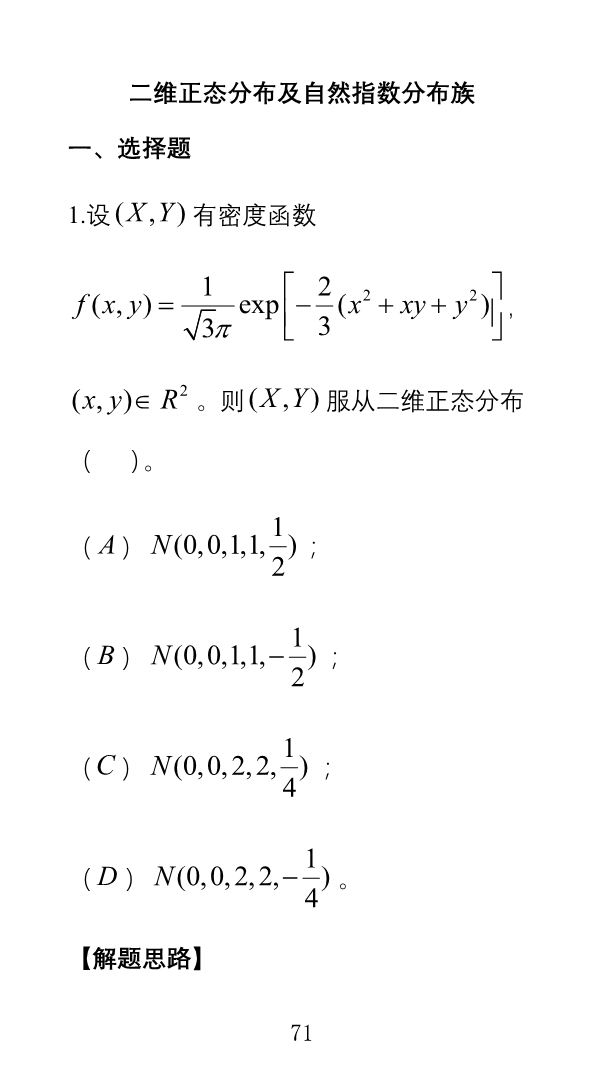 二维正态分布及自然指数分布族
一、选择题
1.设(X,Y)有密度函数
f(x,y)=\frac{1}{\sqrt{3}\pi}exp[-\frac{2}{3}(x^2+xy+y^2)],
(x,y)∈ R^2 。则(X,Y)服从二维正态分布
( )。
(A) N(0,0,1,1,\frac{1}{2}) ;
(B) N(0,0,1,1,-\frac{1}{2}) ;
(C) N(0,0,2,2,\frac{1}{4}) ;
(D) N(0,0,2,2,-\frac{1}{4}) 。
【解题思路】
71